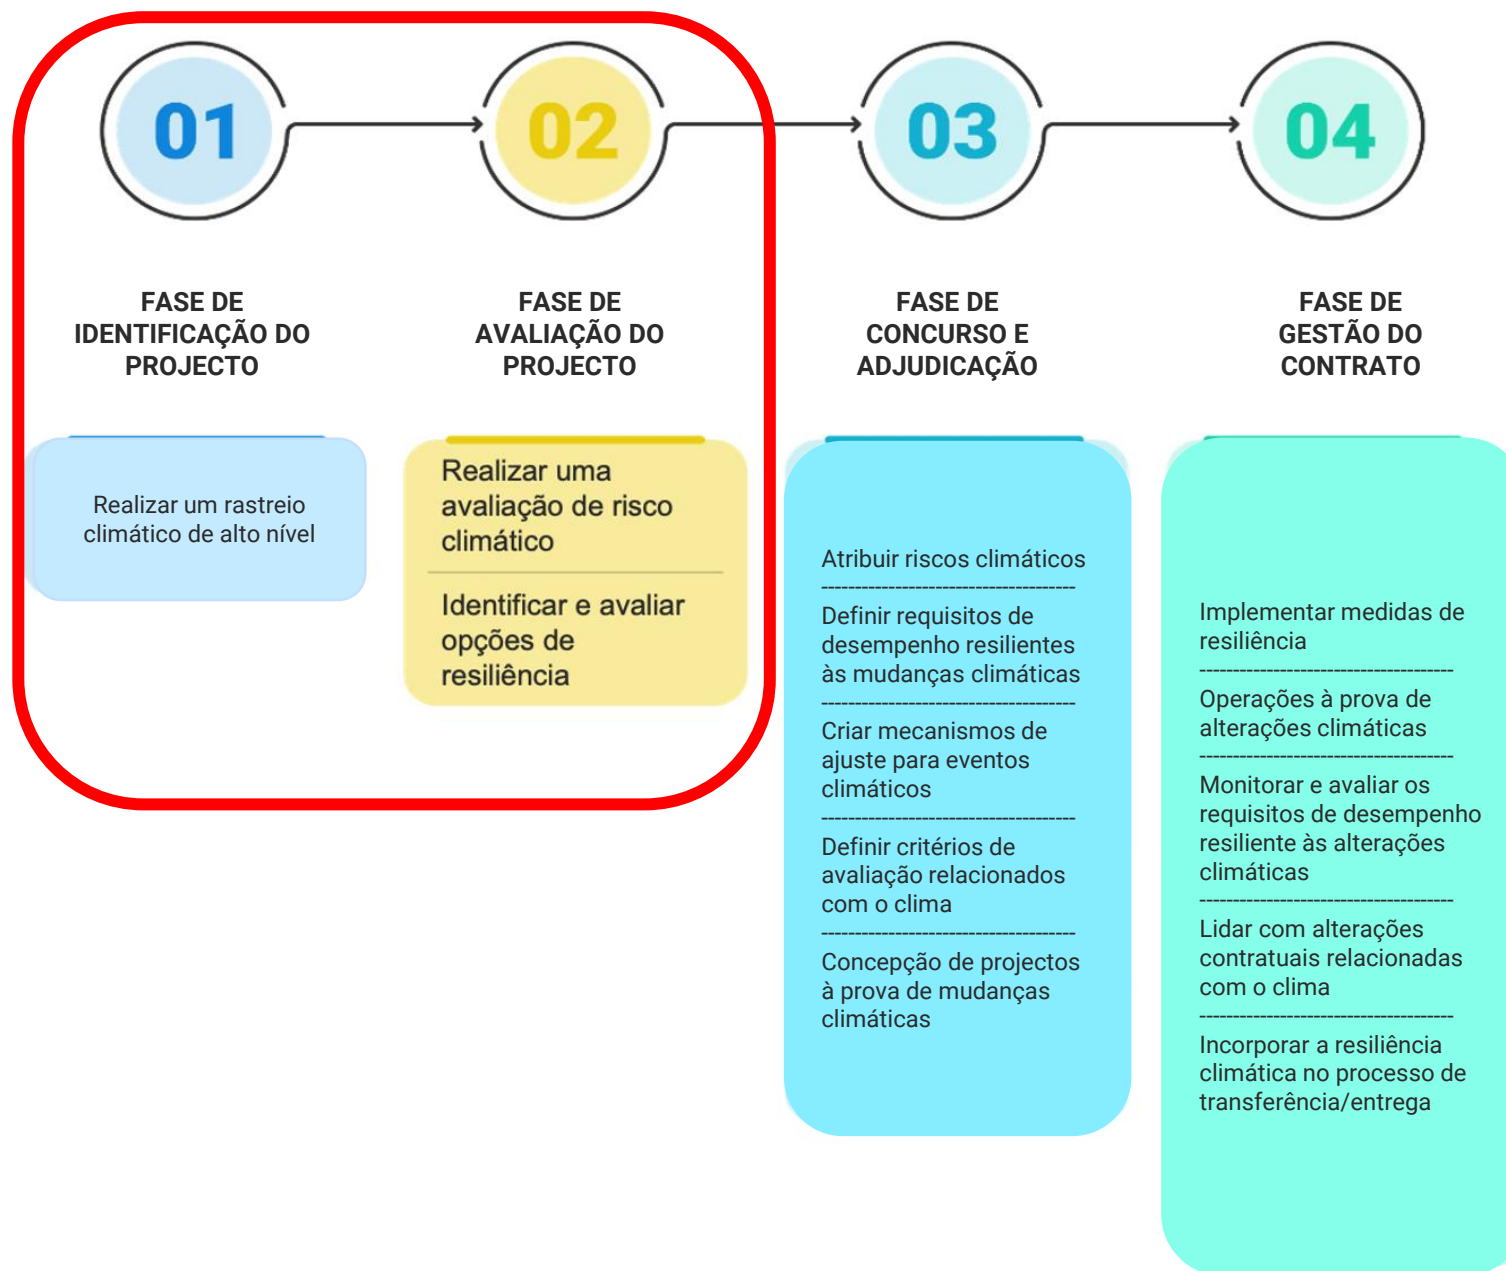 01
02
03
04
FASE DE
IDENTIFICAÇÃO DO
PROJECTO
FASE DE
AVALIAÇÃO DO
PROJECTO
FASE DE
CONCURSO E
ADJUDICAÇÃO
FASE DE
GESTÃO DO
CONTRATO
Realizar um rastreio
climático de alto nível
Realizar uma
avaliação de risco
climático
Identificar e avaliar
opções de
resiliência
Atribuir riscos climáticos
--------------------------------------
Definir requisitos de
desempenho resilientes
às mudanças climáticas
--------------------------------------
Criar mecanismos de
ajuste para eventos
climáticos
--------------------------------------
Definir critérios de
avaliação relacionados
com o clima
--------------------------------------
Concepção de projectos
à prova de mudanças
climáticas
Implementar medidas de
resiliência
--------------------------------------
Operações à prova de
alterações climáticas
--------------------------------------
Monitorar e avaliar os
requisitos de desempenho
resiliente às alterações
climáticas
--------------------------------------
Lidar com alterações
contratuais relacionadas
com o clima
--------------------------------------
Incorporar a resiliência
climática no processo de
transferência/entrega